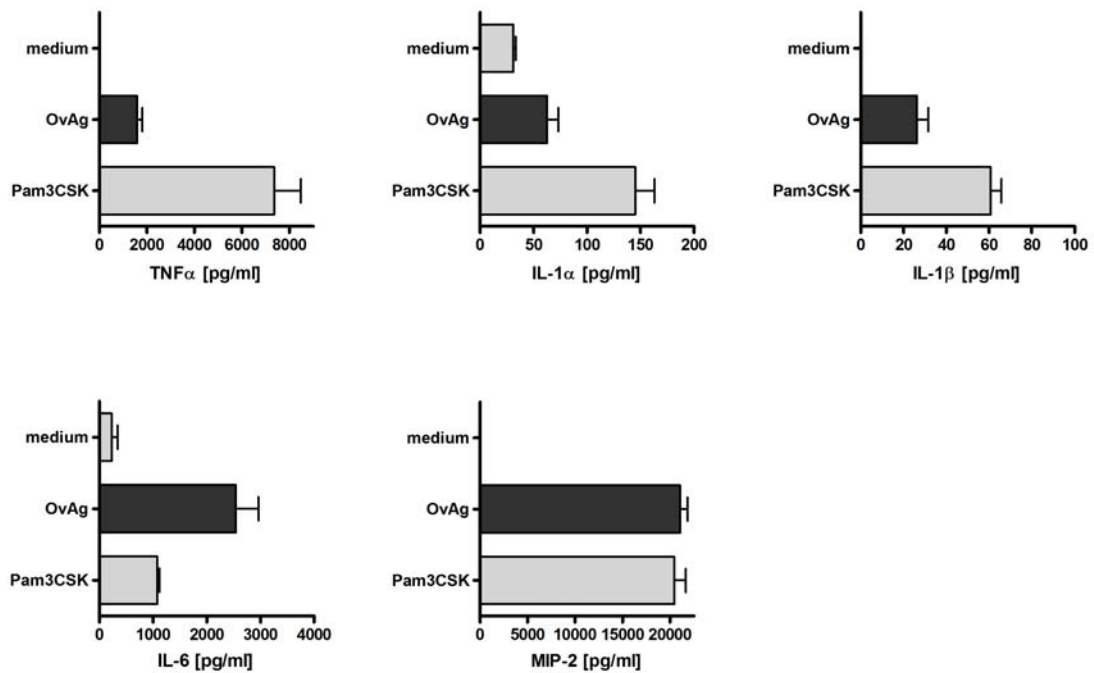 medium
OvAg
Pam3CSK
0 2000 4000 6000 8000
TNFα [pg/ml]
medium
OvAg
Pam3CSK
0 50 100 150 200
IL-1α [pg/ml]
medium
OvAg
Pam3CSK
0 20 40 60 80 100
IL-1β [pg/ml]
medium
OvAg
Pam3CSK
0 1000 2000 3000 4000
IL-6 [pg/ml]
medium
OvAg
Pam3CSK
0 5000 10000 15000 20000
MIP-2 [pg/ml]